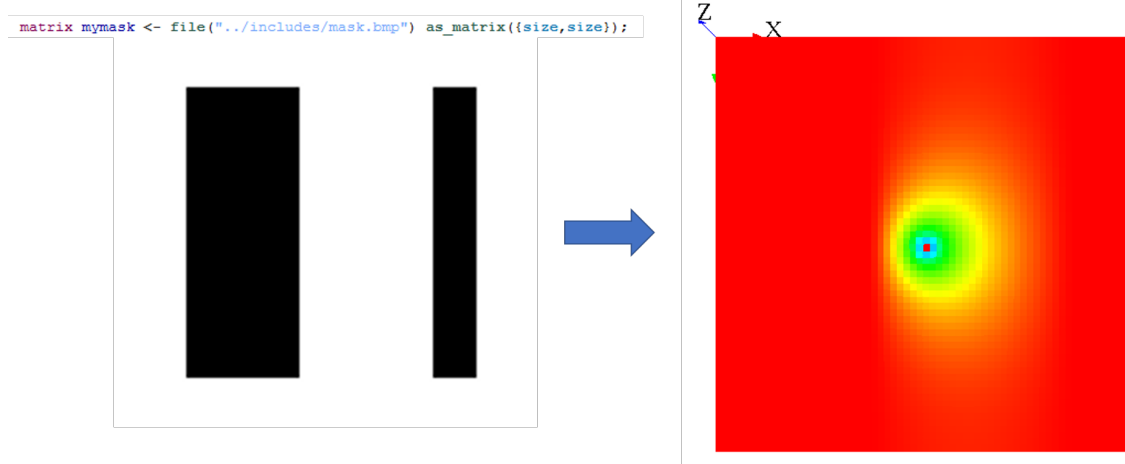 matrix mymask <- file("../includes/mask.bmp") as_matrix({size,size});
Z
X